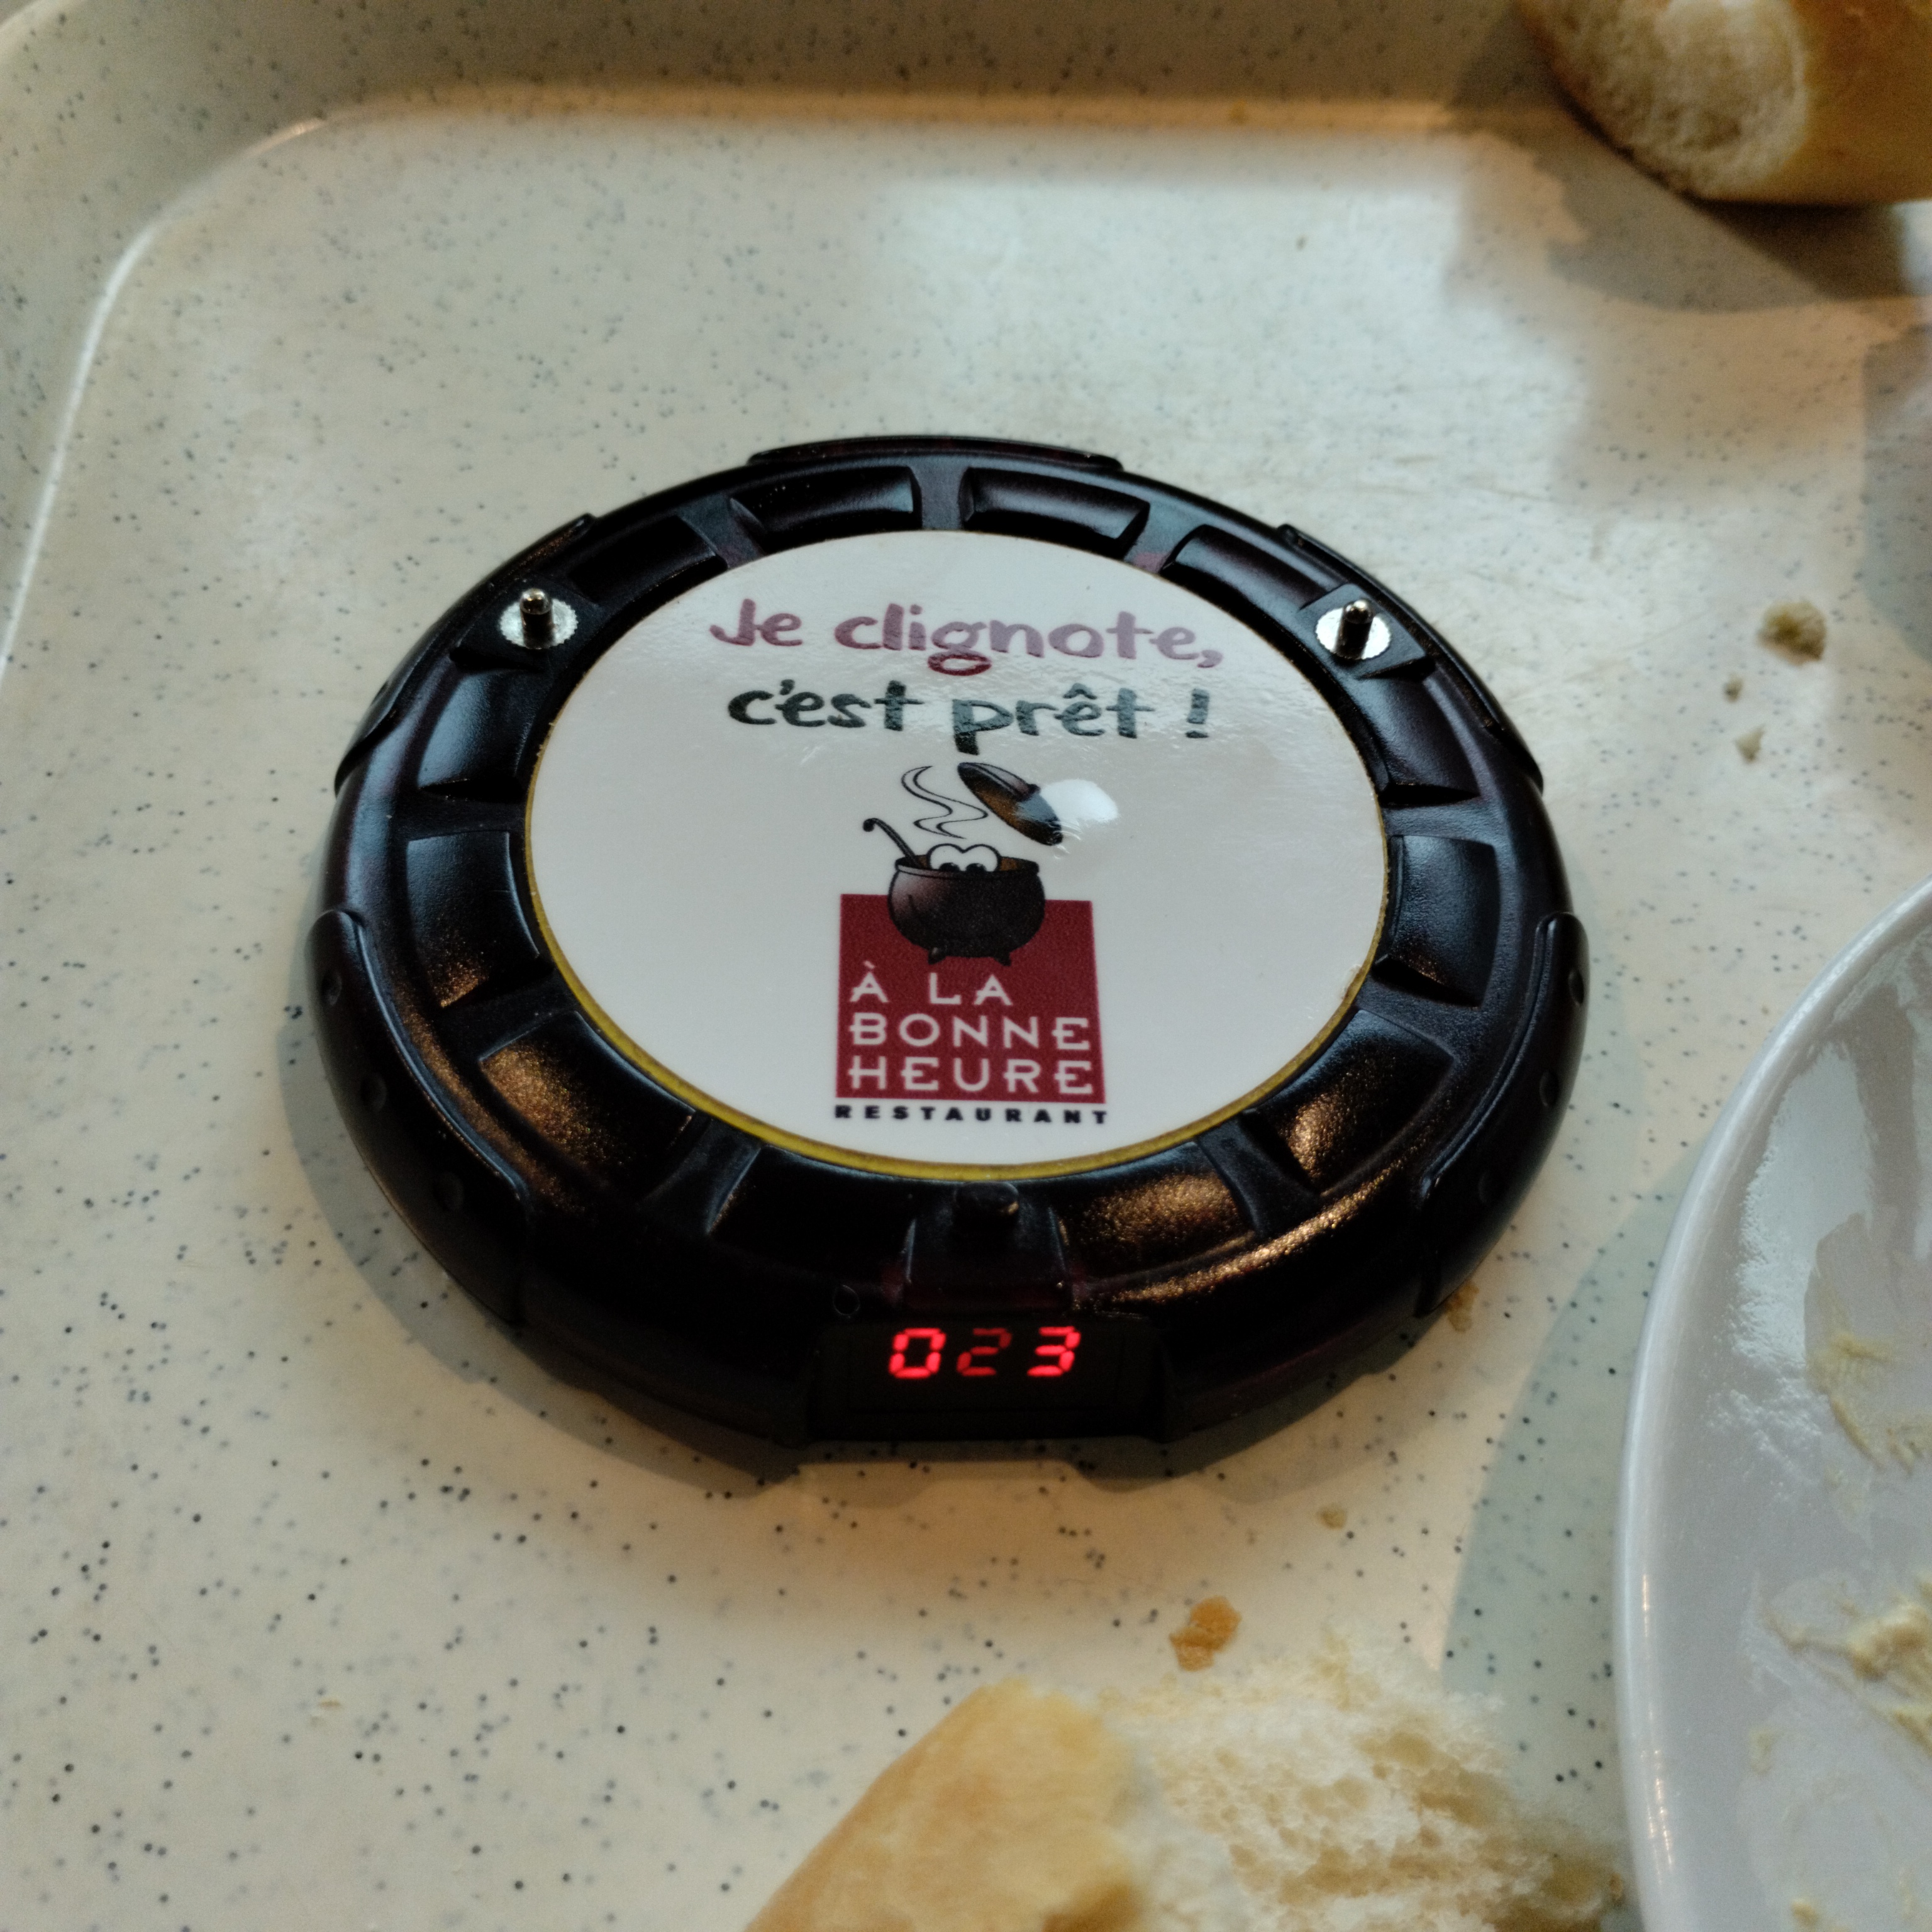 Je clignote,
c'est prêt !
À LA
BONNE
HEURE
RESTAURANT
023